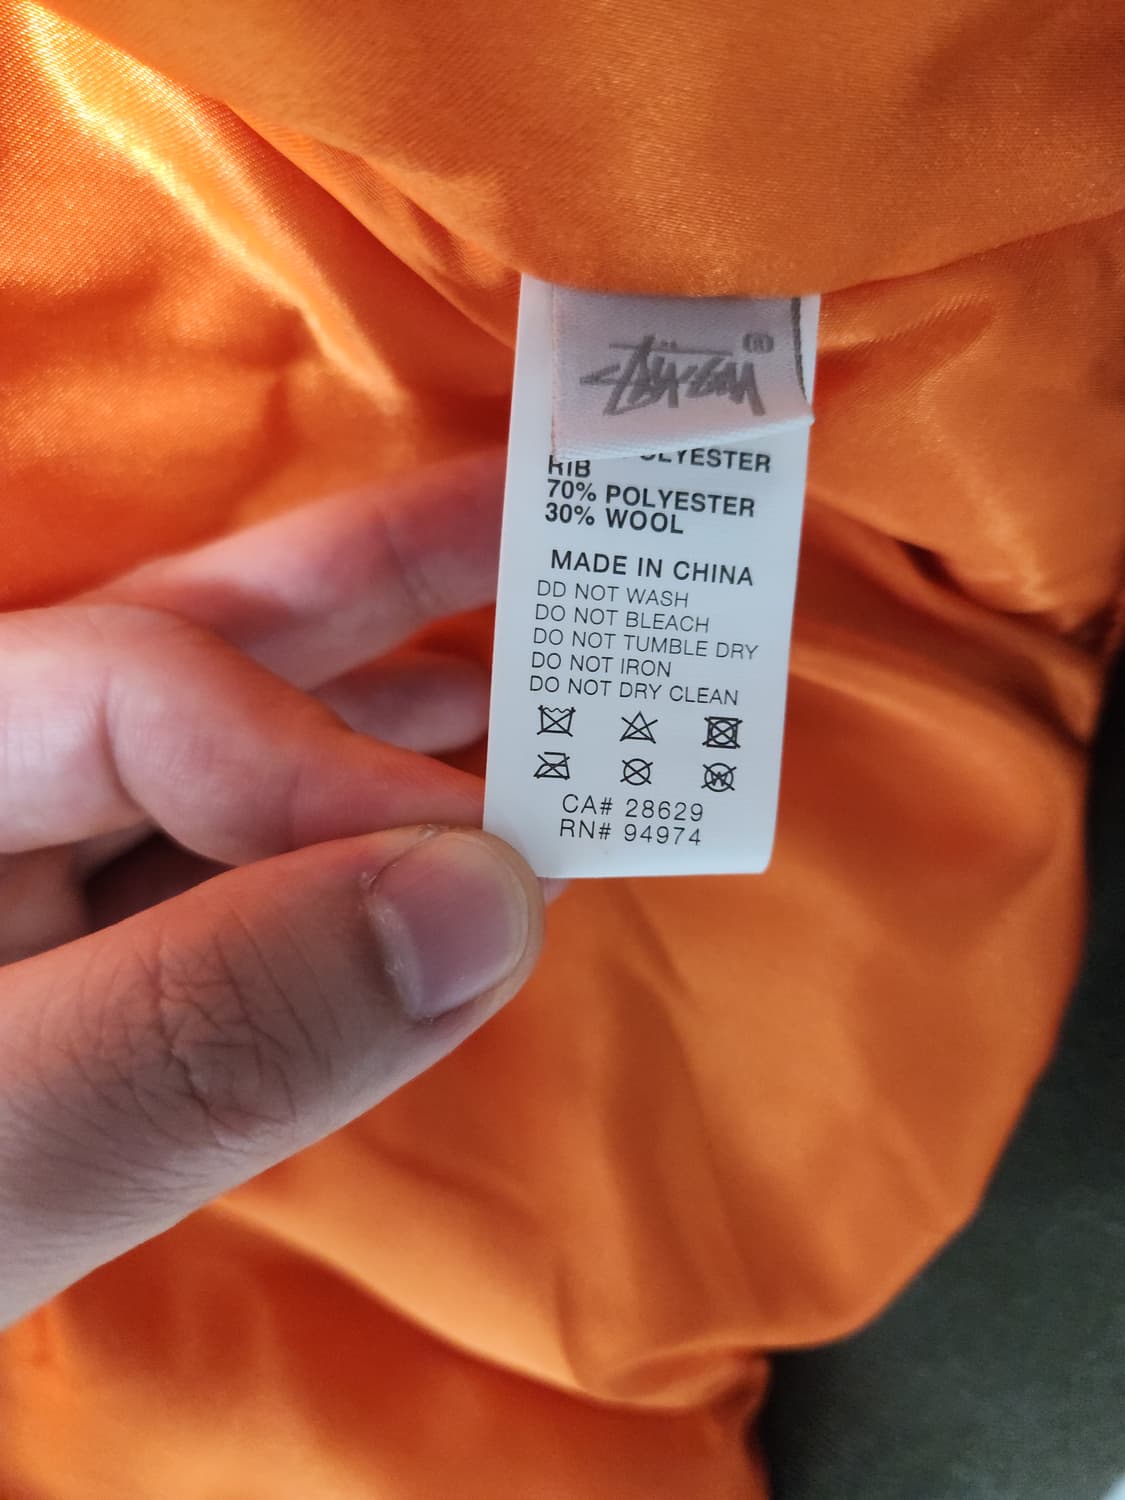 Stüssy ®
POLYESTER
RIB
70% POLYESTER
30% WOOL
MADE IN CHINA
DD NOT WASH
DO NOT BLEACH
DO NOT TUMBLE DRY
DO NOT IRON
DO NOT DRY CLEAN
W
CA# 28629
RN# 94974